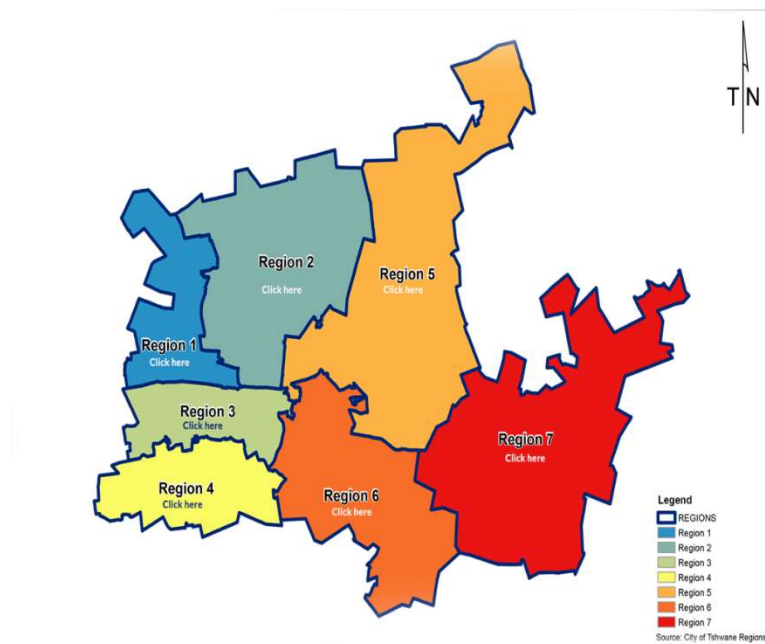 T N
Region 2
Click here
Region 5
Click here
Region 1
Click here
Region 3
Click here
Region 7
Click here
Region 4
Click here
Region 6
Click here
Legend
REGIONS
Region 1
Region 2
Region 3
Region 4
Region 5
Region 6
Region 7
Source: City of Tshwane Regions